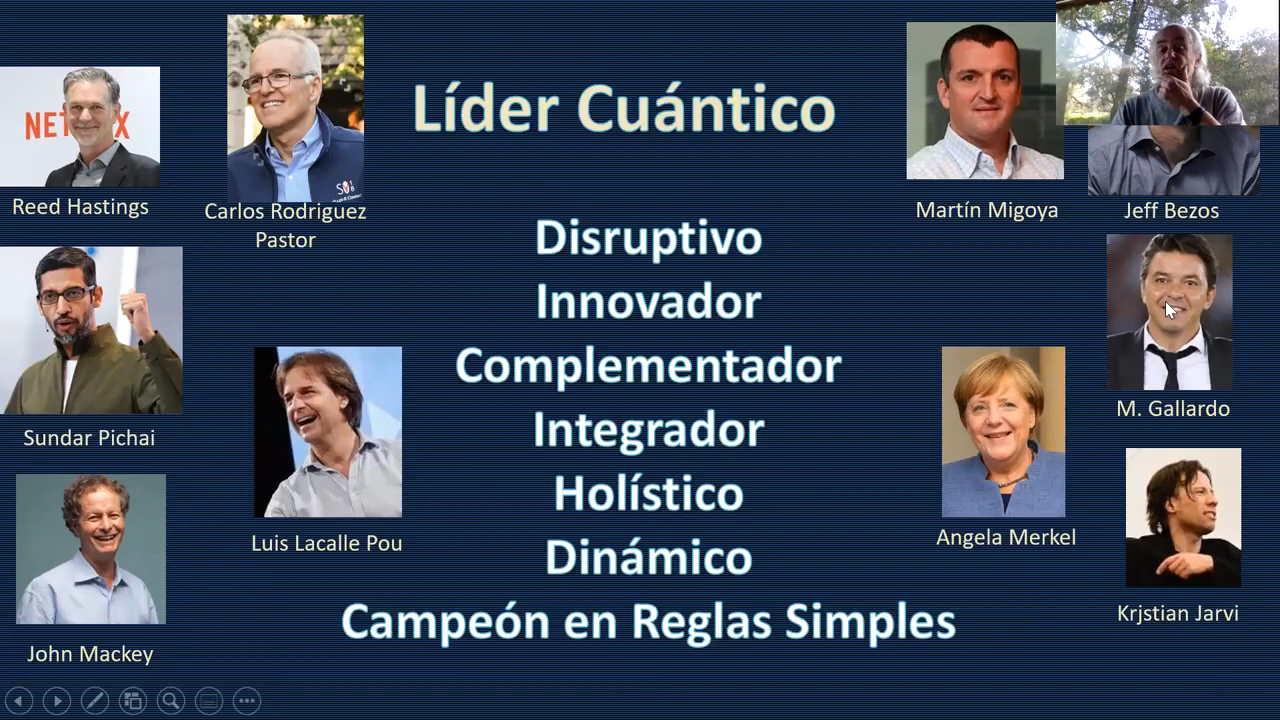 Líder Cuántico
NETFLIX
Reed Hastings
Carlos Rodriguez
Pastor
Martín Migoya
Jeff Bezos
Disruptivo
Innovador
Complementador
Integrador
Holístico
Dinámico
Campeón en Reglas Simples
Sundar Pichai
Luis Lacalle Pou
John Mackey
M. Gallardo
Angela Merkel
Krjstian Jarvi